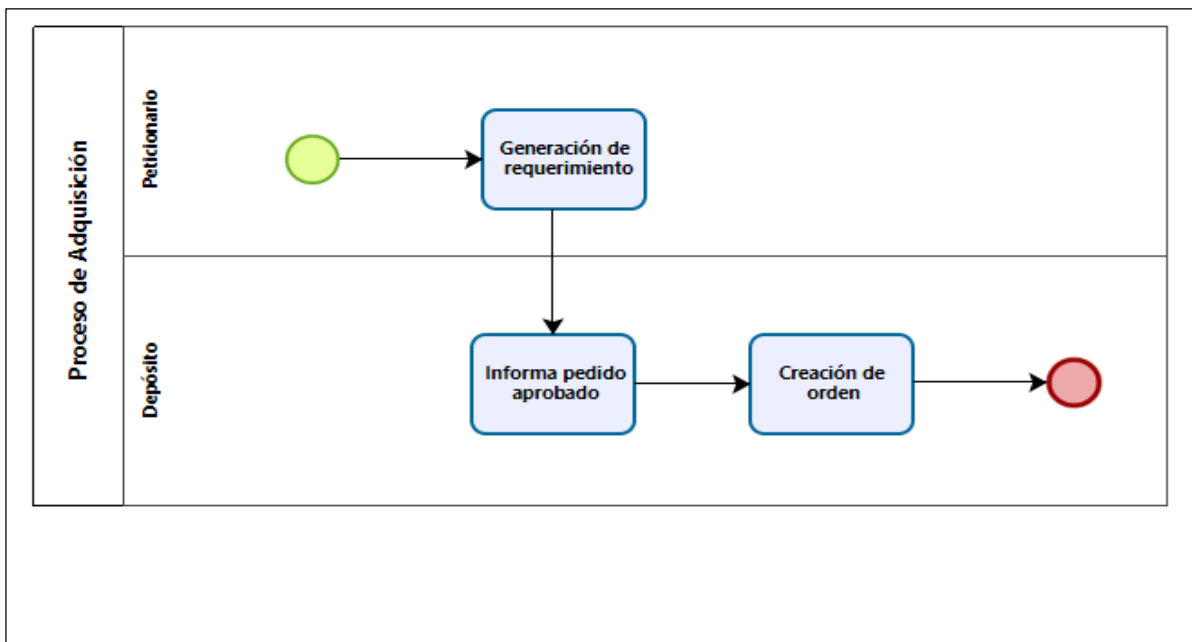 Proceso de Adquisición
Peticionario
Generación de
requerimiento
Depósito
Informa pedido
aprobado
Creación de
orden